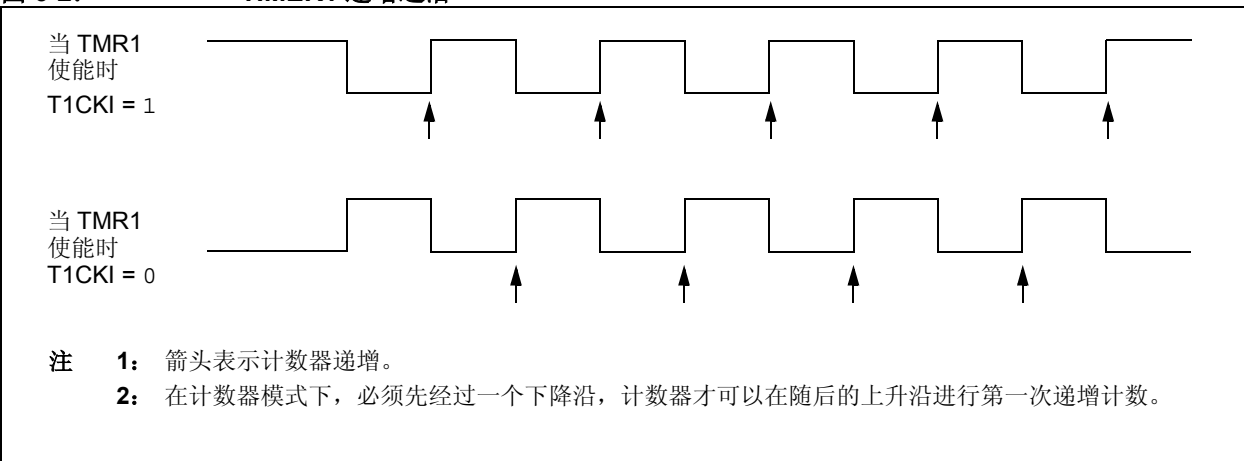 当 TMR1
使能时
T1CKI = 1
当 TMR1
使能时
T1CKI = 0
注 1： 箭头表示计数器递增。
2： 在计数器模式下，必须先经过一个下降沿，计数器才可以在随后的上升沿进行第一次递增计数。